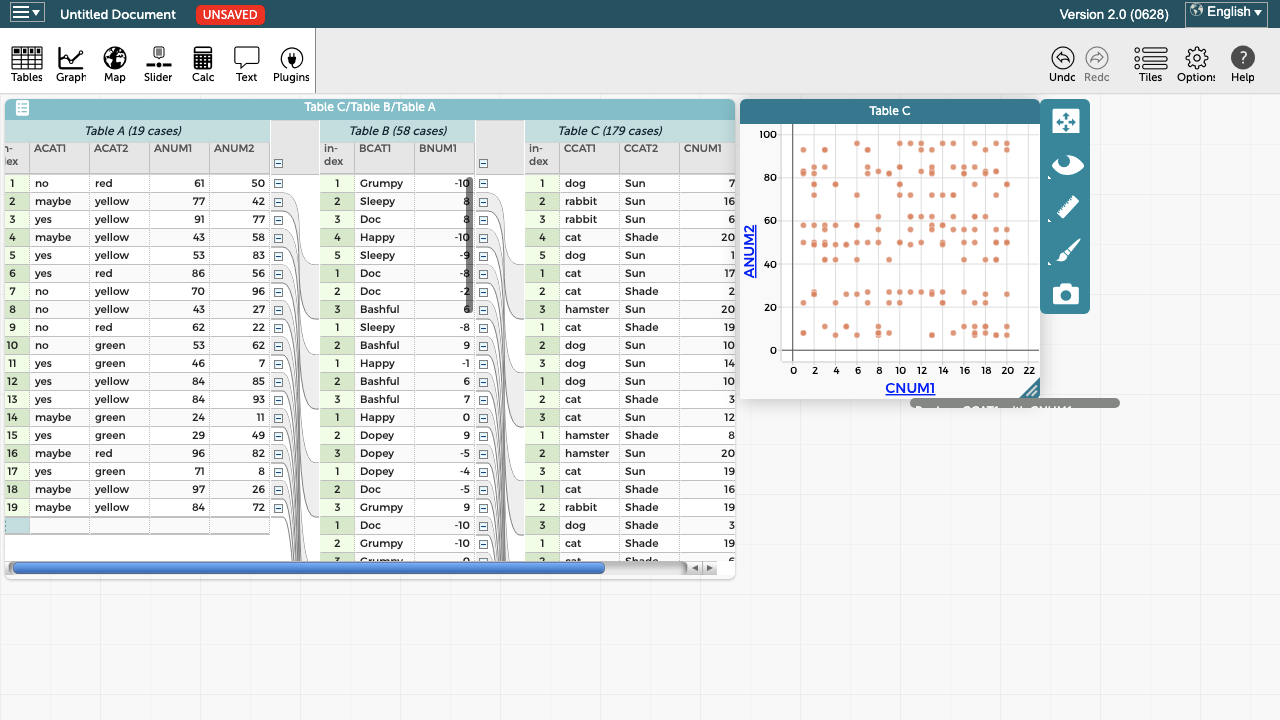 Untitled Document UNSAVED Version 2.0 (0628) English
Tables Graph Map Slider Calc Text Plugins Undo Redo Tiles Options ? Help
Table C/Table B/Table A Table C
Table A (19 cases) Table B (58 cases) Table C (179 cases)
in-dex ACAT1 ACAT2 ANUM1 ANUM2 in-dex BCAT1 BNUM1 in-dex CCAT1 CCAT2 CNUM1
1 no red 61 50 1 Grumpy -10 1 dog Sun 7
2 maybe yellow 77 42 2 Sleepy 8 2 rabbit Sun 16
3 yes yellow 91 77 3 Doc 8 3 rabbit Sun 6
4 maybe yellow 43 58 4 Happy -10 4 cat Shade 20
5 yes yellow 53 83 5 Sleepy -9 5 dog Sun 1
6 yes red 86 56 1 Doc -8 1 cat Sun 17
7 no yellow 70 96 2 Doc -2 2 cat Shade 2
8 no yellow 43 27 3 Bashful 6 3 hamster Sun 20
9 no red 62 22 1 Sleepy -8 1 cat Shade 19
10 no green 53 62 2 Bashful 9 2 dog Sun 10
11 yes green 46 7 1 Happy -1 3 dog Sun 14
12 yes yellow 84 85 2 Bashful 6 1 dog Sun 10
13 yes yellow 84 93 3 Bashful 7 2 cat Shade 3
14 maybe green 24 11 1 Happy 0 3 cat Sun 12
15 yes green 29 49 2 Dopey 9 1 hamster Shade 8
16 maybe red 96 82 3 Dopey -5 2 hamster Sun 20
17 yes green 71 8 1 Dopey -4 3 cat Sun 19
18 maybe yellow 97 26 2 Doc -5 1 cat Shade 16
19 maybe yellow 84 72 3 Grumpy 9 2 rabbit Shade 19
1 Doc -10 3 dog Shade 3
2 Grumpy -10 1 cat Shade 19
3 Grumpy 0 2 cat Shade 6
100
80
60
40
20
0
ANUM2
0 2 4 6 8 10 12 14 16 18 20 22
CNUM1